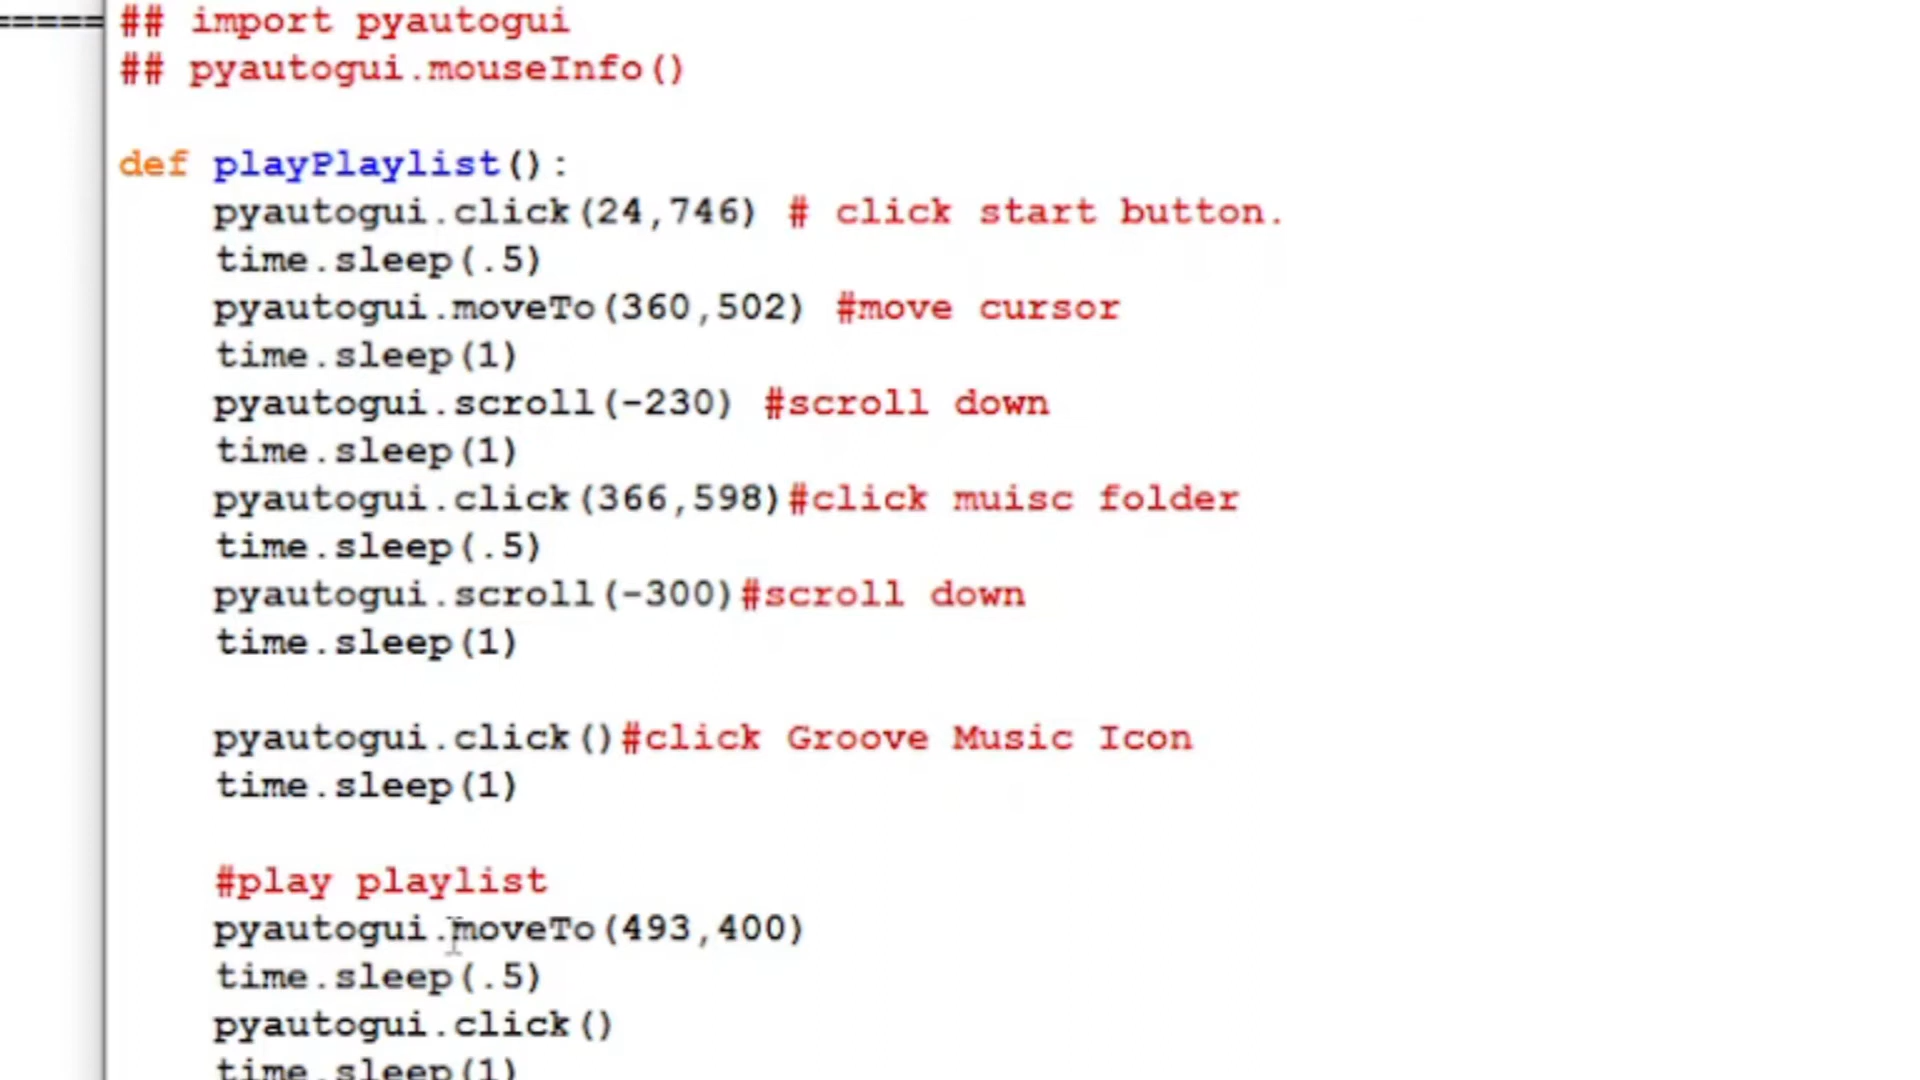 =====
## import pyautogui
## pyautogui.mouseInfo()
def playPlaylist():
pyautogui.click(24,746) # click start button.
time.sleep(.5)
pyautogui.moveTo(360,502) #move cursor
time.sleep(1)
pyautogui.scroll(-230) #scroll down
time.sleep(1)
pyautogui.click(366,598)#click muisc folder
time.sleep(.5)
pyautogui.scroll(-300)#scroll down
time.sleep(1)
pyautogui.click()#click Groove Music Icon
time.sleep(1)
#play playlist
pyautogui.moveTo(493,400)
time.sleep(.5)
pyautogui.click()
time.sleep(1)